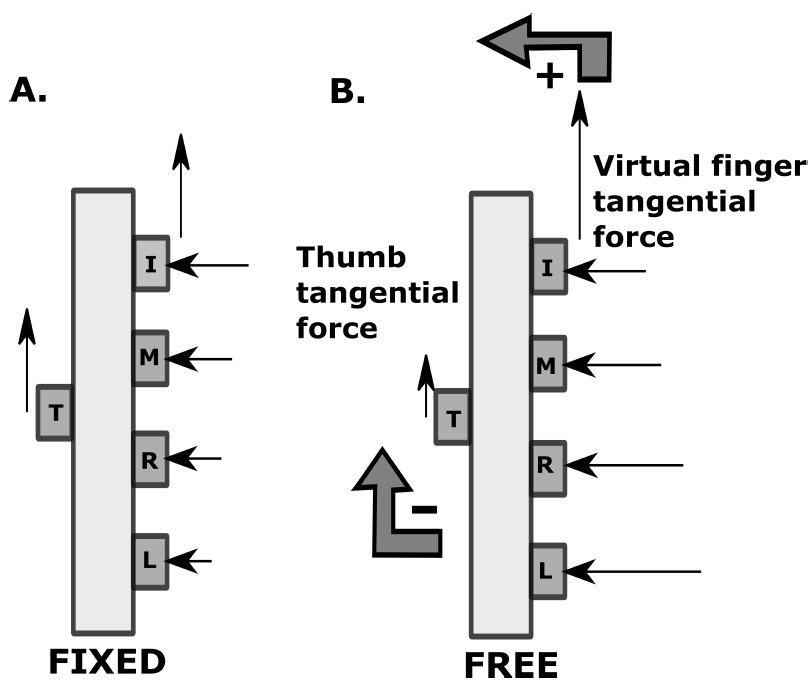 A.
B.
+
Virtual finger
tangential
force
Thumb
tangential
force
I
M
T
R
L
I
M
T
R
L
-
FIXED
FREE